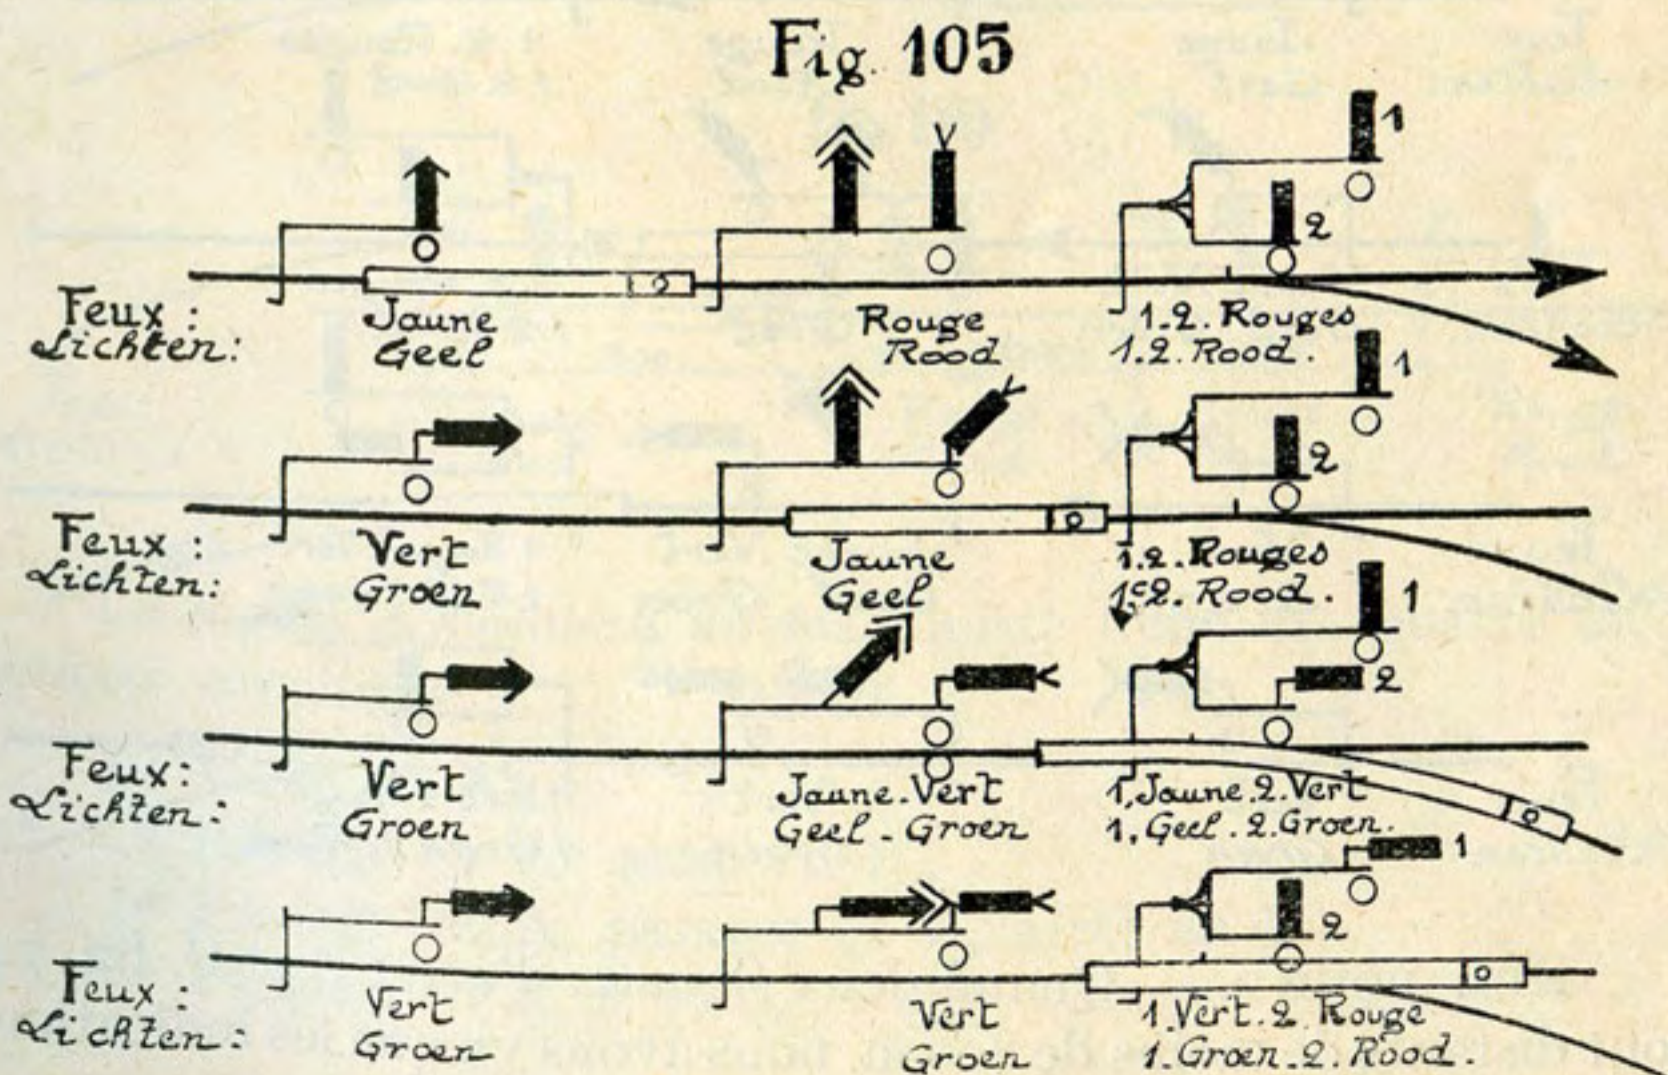 Fig. 105
1
2
Feux :
Lichten:
Jaune
Geel
Rouge
Rood
1.2. Rouges
1.2. Rood.
1
2
Feux :
Lichten:
Vert
Groen
Jaune
Geel
1.2. Rouges
1.2. Rood.
1
2
Feux :
Lichten :
Vert
Groen
Jaune.Vert
Geel - Groen
1.Jaune.2.Vert
1.Geel.2.Groen.
1
2
Feux :
Lichten :
Vert
Groen
Vert
Groen
1.Vert.2.Rouge
1.Groen.2.Rood.